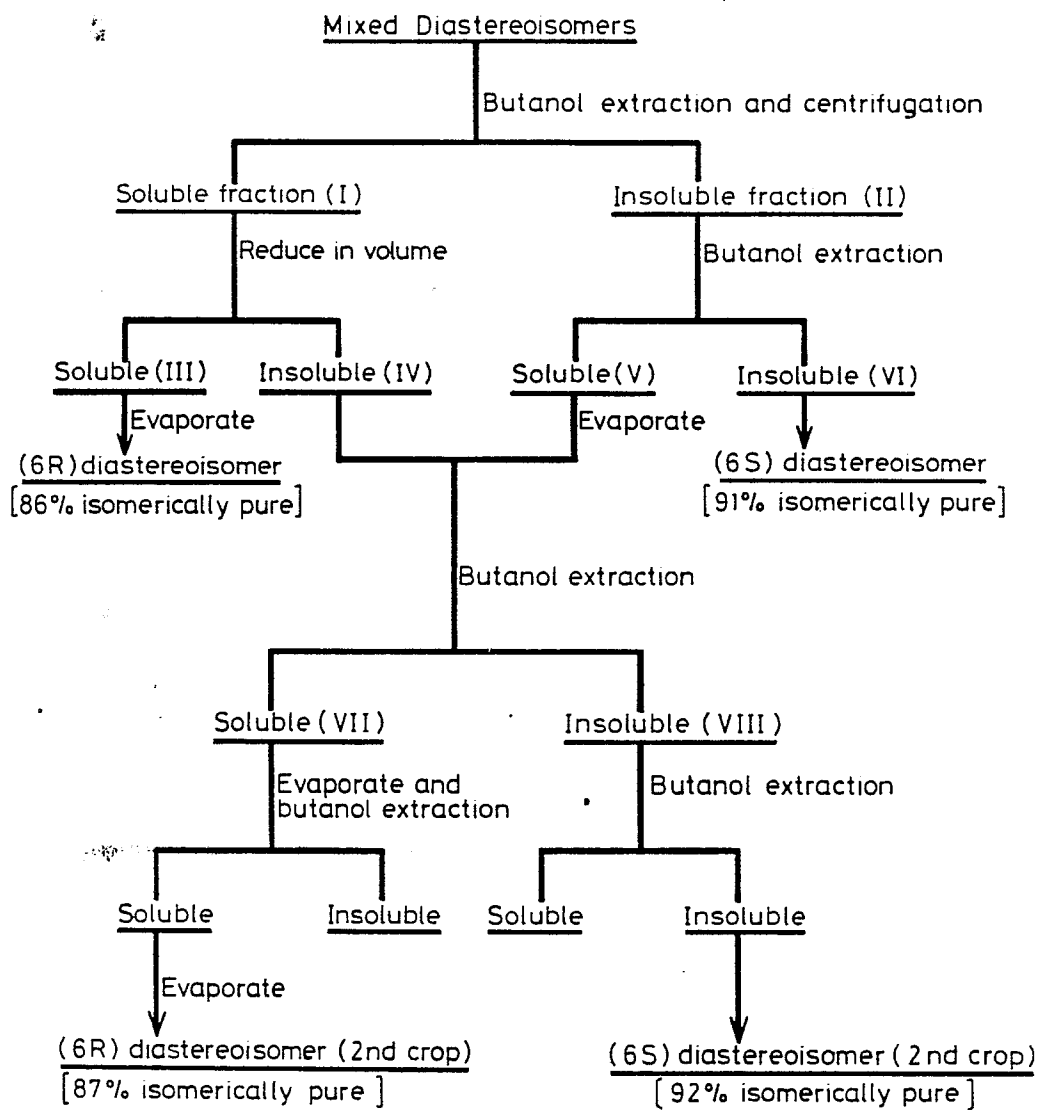 Mixed Diastereoisomers
Butanol extraction and centrifugation
Soluble fraction (I)
Insoluble fraction (II)
Reduce in volume
Butanol extraction
Soluble (III)
Insoluble (IV)
Soluble (V)
Insoluble (VI)
Evaporate
Evaporate
(6R) diastereoisomer
[86% isomerically pure]
(6S) diastereoisomer
[91% isomerically pure]
Butanol extraction
Soluble (VII)
Insoluble (VIII)
Evaporate and
butanol extraction
Butanol extraction
Soluble
Insoluble
Soluble
Insoluble
Evaporate
(6R) diastereoisomer (2nd crop)
[87% isomerically pure]
(6S) diastereoisomer (2nd crop)
[92% isomerically pure]